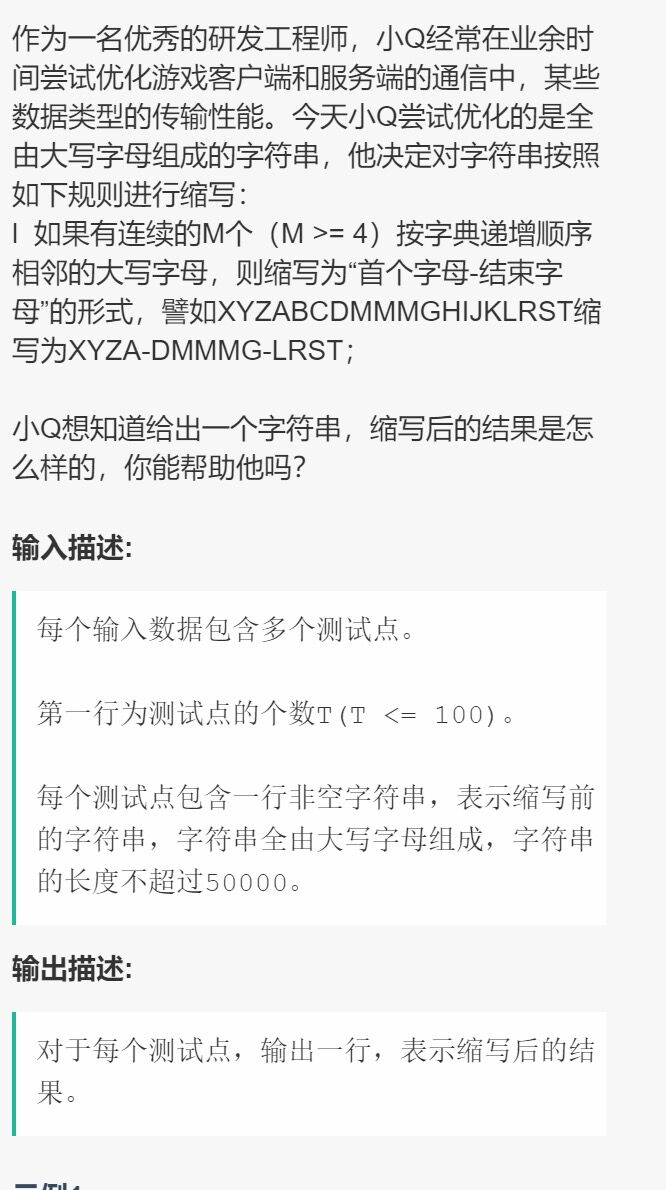 作为一名优秀的研发工程师，小Q经常在业余时
间尝试优化游戏客户端和服务端的通信中，某些
数据类型的传输性能。今天小Q尝试优化的是全
由大写字母组成的字符串，他决定对字符串按照
如下规则进行缩写：
l 如果有连续的M个（M >= 4）按字典递增顺序
相邻的大写字母，则缩写为“首个字母-结束字
母”的形式，譬如XYZABCDMMMGHIJKLRST缩
写为XYZA-DMMMG-LRST；
小Q想知道给出一个字符串，缩写后的结果是怎
么样的，你能帮助他吗？
输入描述:
每个输入数据包含多个测试点。
第一行为测试点的个数T(T <= 100)。
每个测试点包含一行非空字符串，表示缩写前
的字符串，字符串全由大写字母组成，字符串
的长度不超过50000。
输出描述:
对于每个测试点，输出一行，表示缩写后的结
果。